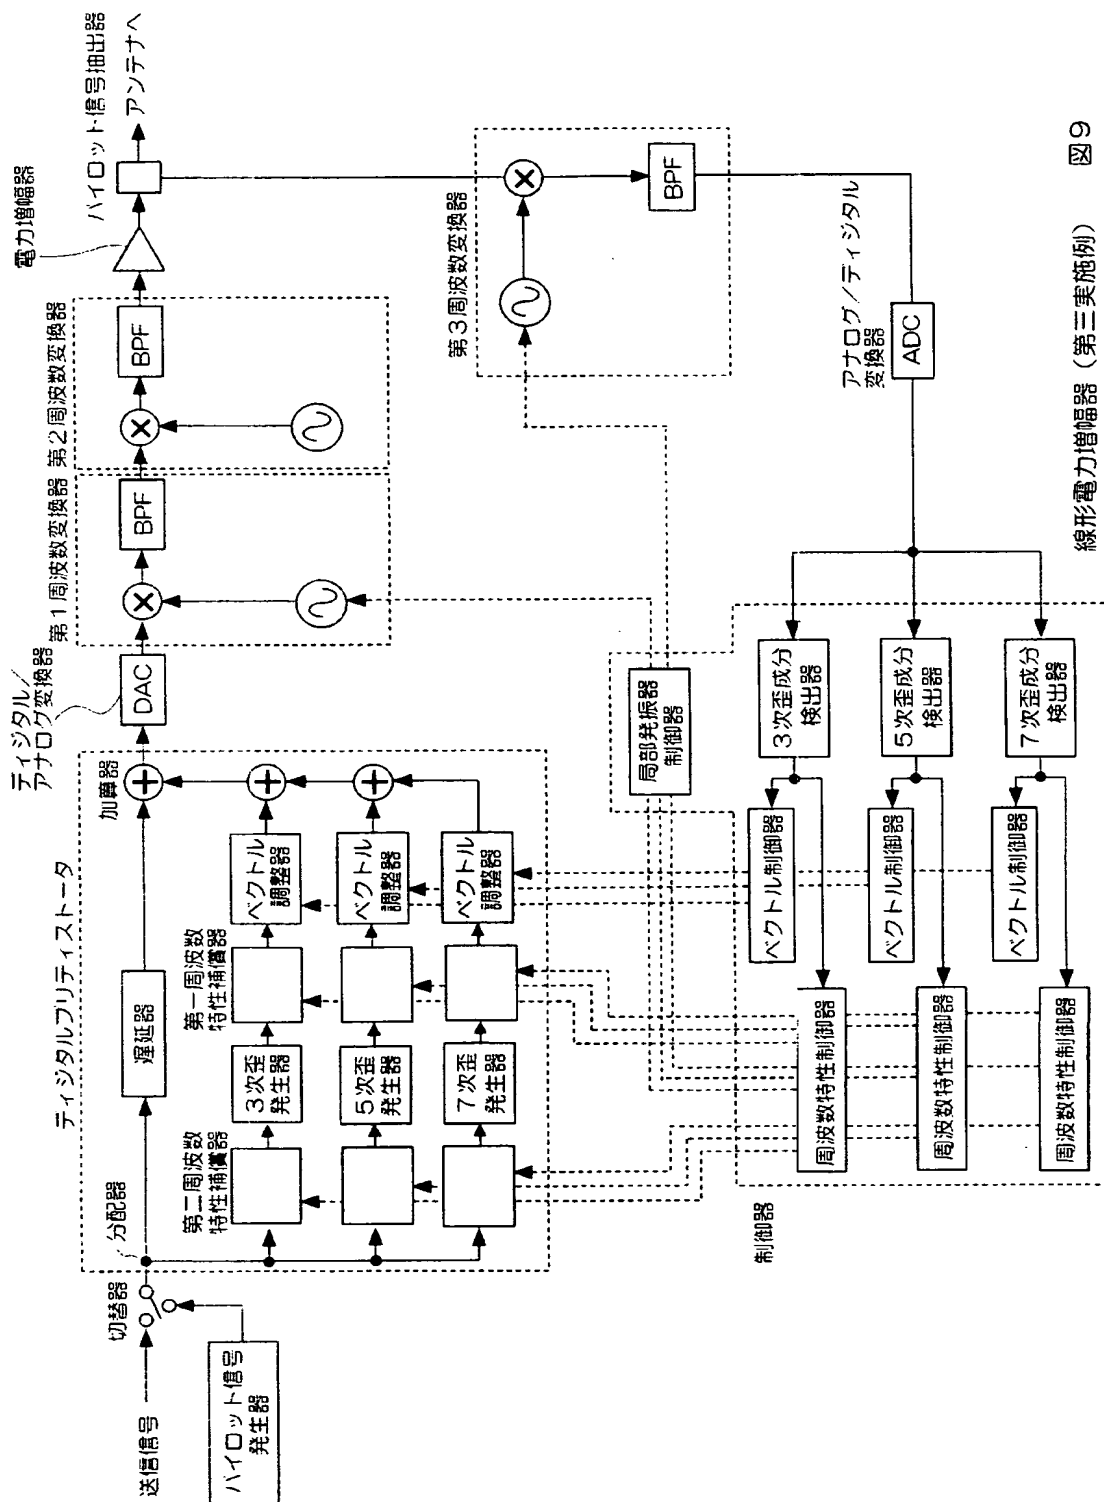 送信信号
パイロット信号
発生器
切替器
分配器
ディジタルプリディストータ
遅延器
加算器
第二周波数
特性補償器
第一周波数
特性補償器
3次歪
発生器
ベクトル
調整器
5次歪
発生器
ベクトル
調整器
7次歪
発生器
ベクトル
調整器
ディジタル/
アナログ変換器
DAC
第1周波数変換器
BPF
第2周波数変換器
BPF
電力増幅器
パイロット信号抽出器
アンテナへ
第3周波数変換器
BPF
アナログ/ディジタル
変換器
ADC
局部発振器
制御器
制御器
3次歪成分
検出器
ベクトル制御器
周波数特性制御器
5次歪成分
検出器
ベクトル制御器
周波数特性制御器
7次歪成分
検出器
ベクトル制御器
周波数特性制御器
線形電力増幅器(第三実施例)
図9